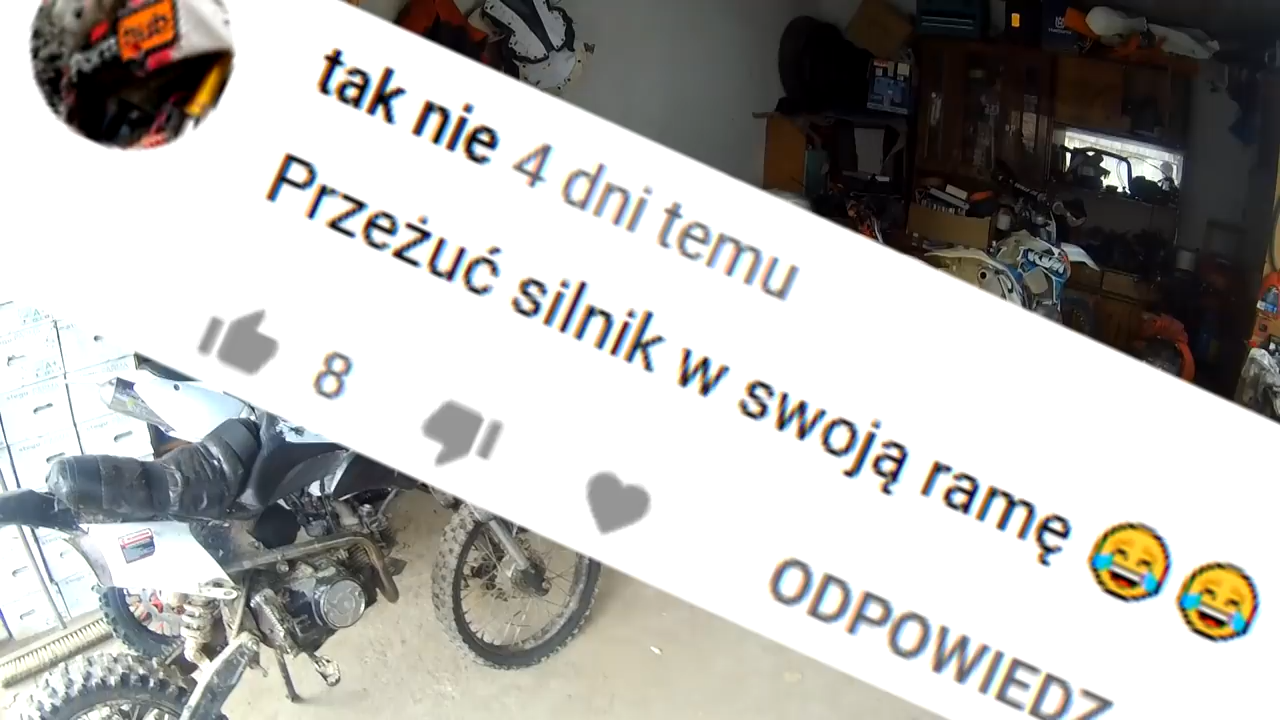 tak nie 4 dni temu
Przeżuć silnik w swoją ramę 😂😂
8
ODPOWIEDZ